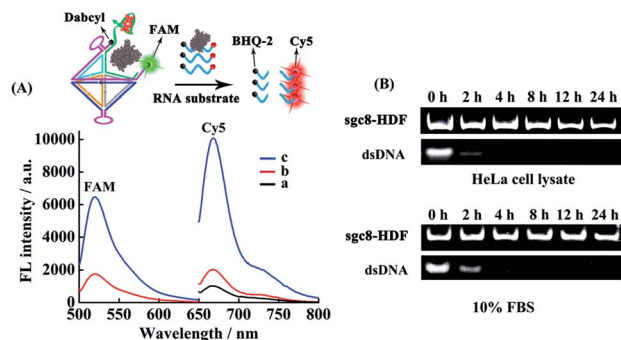 Dabcyl
FAM
BHQ-2
Cy5
(A)
RNA substrate
Cy5
FAM
c
b
a
FL intensity / a.u.
10000
8000
6000
4000
2000
0
500 550 600 650 700 750 800
Wavelength / nm
(B)
0 h 2 h 4 h 8 h 12 h 24 h
sgc8-HDF
dsDNA
HeLa cell lysate
0 h 2 h 4 h 8 h 12 h 24 h
sgc8-HDF
dsDNA
10% FBS